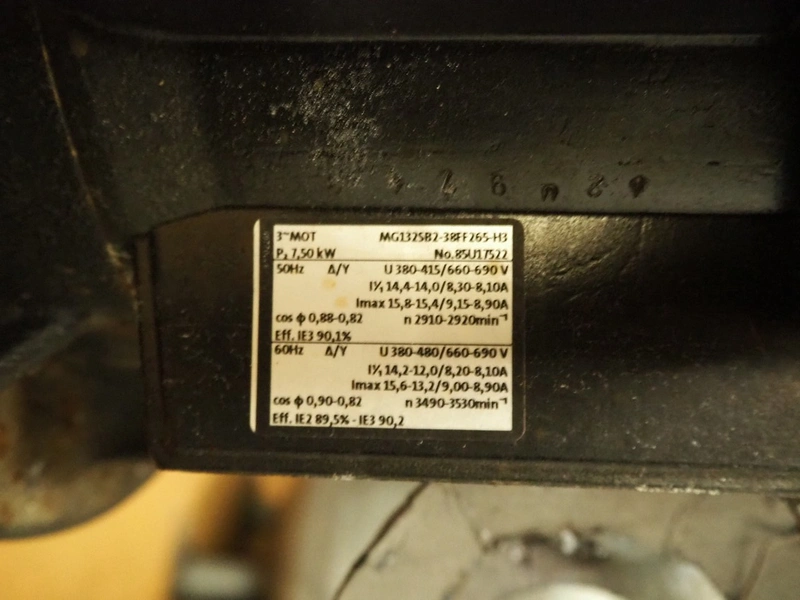 3~MOT MG132SB2-38FF265-H3
P₂ 7,50 kW No.85U17522
50Hz Δ/Y U 380-415/660-690 V
I1/1 14,4-14,0/8,30-8,10A
Imax 15,8-15,4/9,15-8,90A
cos ϕ 0,88-0,82 n 2910-2920min⁻¹
Eff. IE3 90,1%
60Hz Δ/Y U 380-480/660-690 V
I1/1 14,2-12,0/8,20-8,10A
Imax 15,6-13,2/9,00-8,90A
cos ϕ 0,90-0,82 n 3490-3530min⁻¹
Eff. IE2 89,5% - IE3 90,2